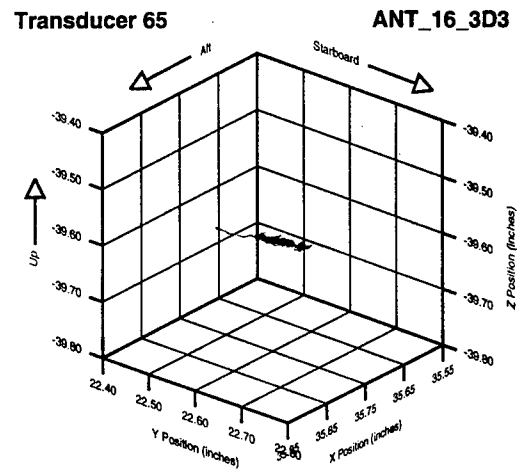 Transducer 65
ANT_16_3D3
Aft
Starboard
-39.40
-39.50
-39.60
-39.70
-39.80
Up
-39.40
-39.50
-39.60
-39.70
-39.80
Z Position (inches)
22.40
22.50
22.60
22.70
Y Position (inches)
35.85
35.75
35.65
35.55
X Position (inches)